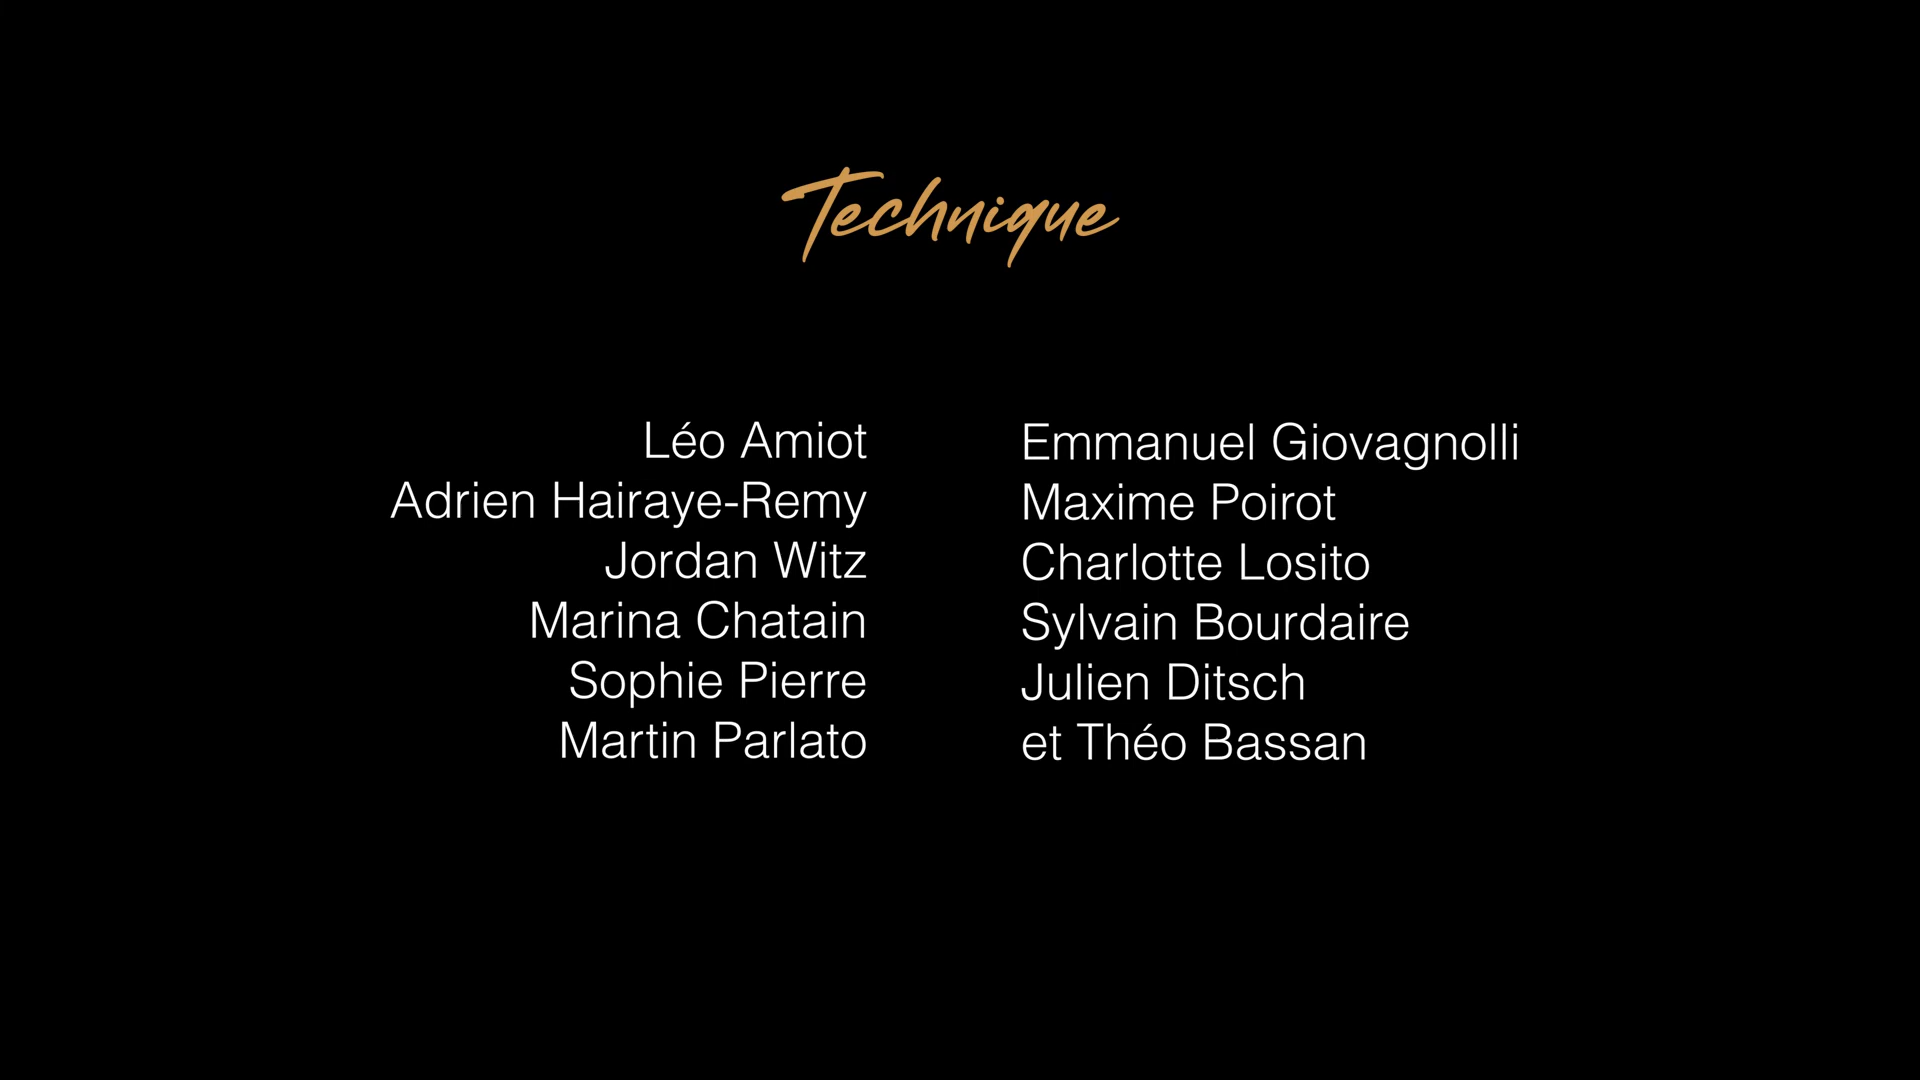 Technique
Léo Amiot
Adrien Hairaye-Remy
Jordan Witz
Marina Chatain
Sophie Pierre
Martin Parlato
Emmanuel Giovagnolli
Maxime Poirot
Charlotte Losito
Sylvain Bourdaire
Julien Ditsch
et Théo Bassan